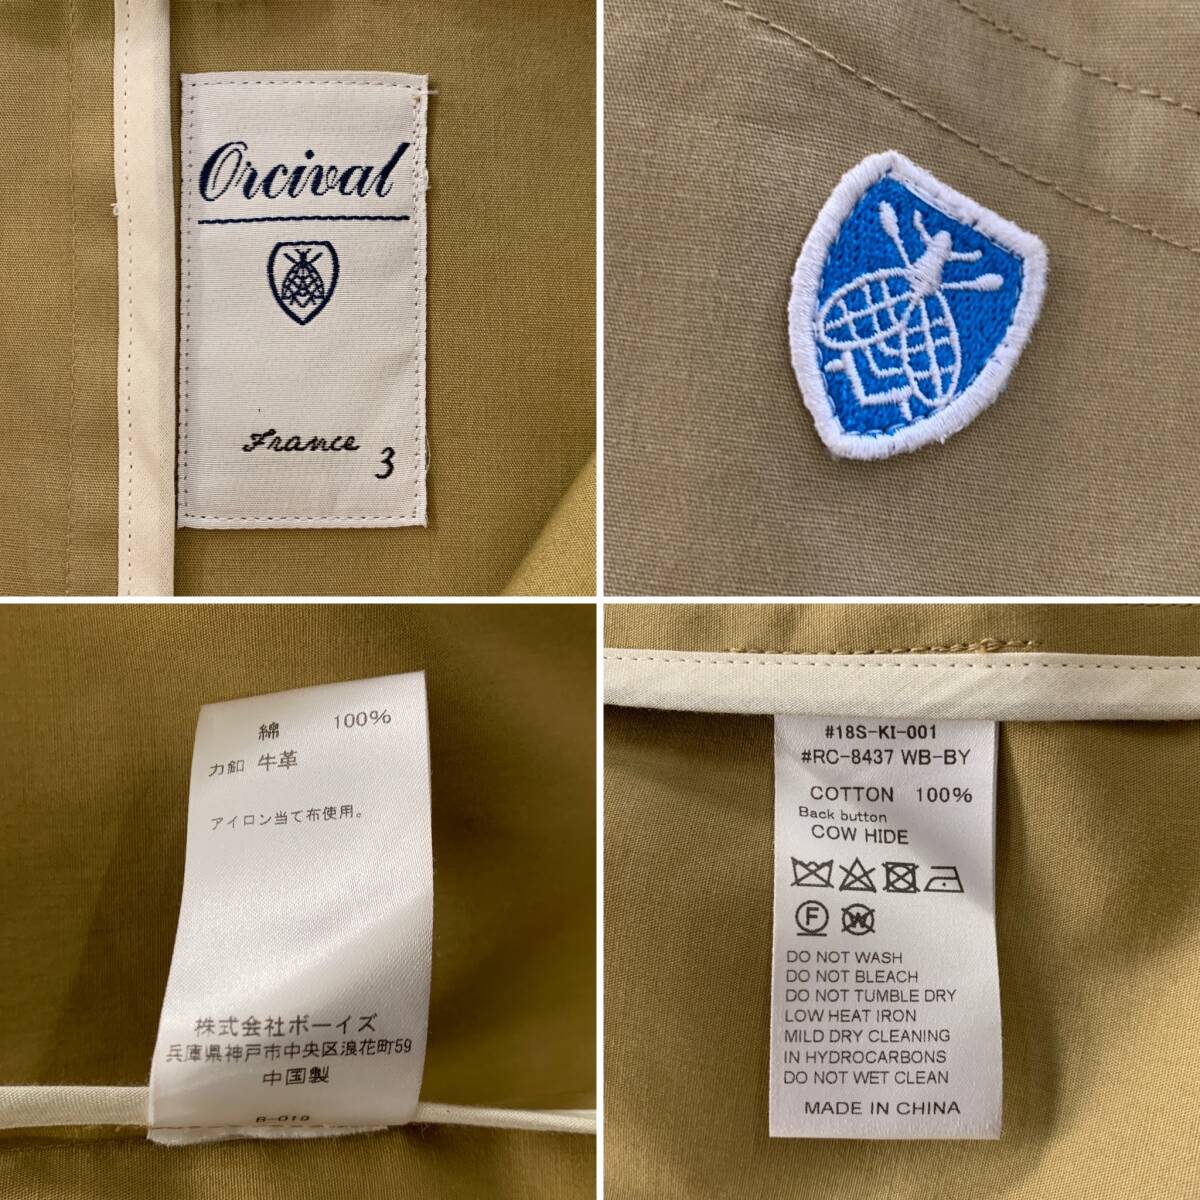 Orcival
France
3
綿 100%
力釦 牛革
アイロン当て布使用。
株式会社ボーイズ
兵庫県神戸市中央区浪花町59
中国製
B-010
#18S-KI-001
#RC-8437 WB-BY
COTTON 100%
Back button
COW HIDE
F W
DO NOT WASH
DO NOT BLEACH
DO NOT TUMBLE DRY
LOW HEAT IRON
MILD DRY CLEANING
IN HYDROCARBONS
DO NOT WET CLEAN
MADE IN CHINA